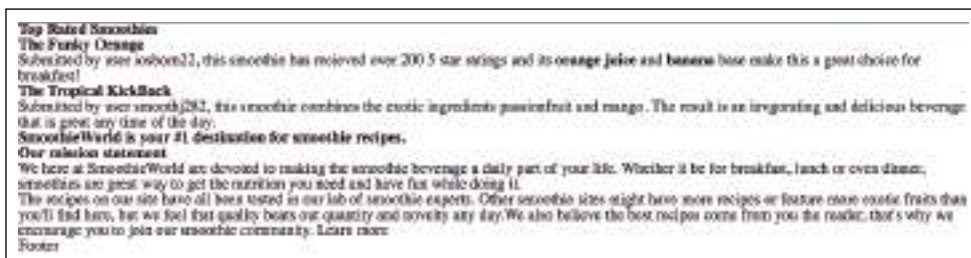 Top Rated Smoothies
The Funky Orange
Submitted by user iosborn22, this smoothie has recieved over 200 5 star ratings and its orange juice and banana base make this a great choice for
breakfast!
The Tropical KickBack
Submitted by user smoothj282, this smoothie combines the exotic ingredients passionfruit and mango. The result is an invgorating and delicious beverage
that is great any time of the day.
SmoothieWorld is your #1 destination for smoothie recipes.
Our mission statement
We here at SmoothieWorld are devoted to making the smoothie beverage a daily part of your life. Whether it be for breakfast, lunch or even dinner,
smoothies are great way to get the nutrition you need and have fun while doing it.
The recipes on our site have all been tested in our lab of smoothie experts. Other smoothie sites might have more recipes or feature more exotic fruits than
you'll find here, but we feel that quality beats out quantity and novelty any day.We also believe the best recipes come from you the reader, that's why we
encourage you to join our smoothie community. Learn more
Footer